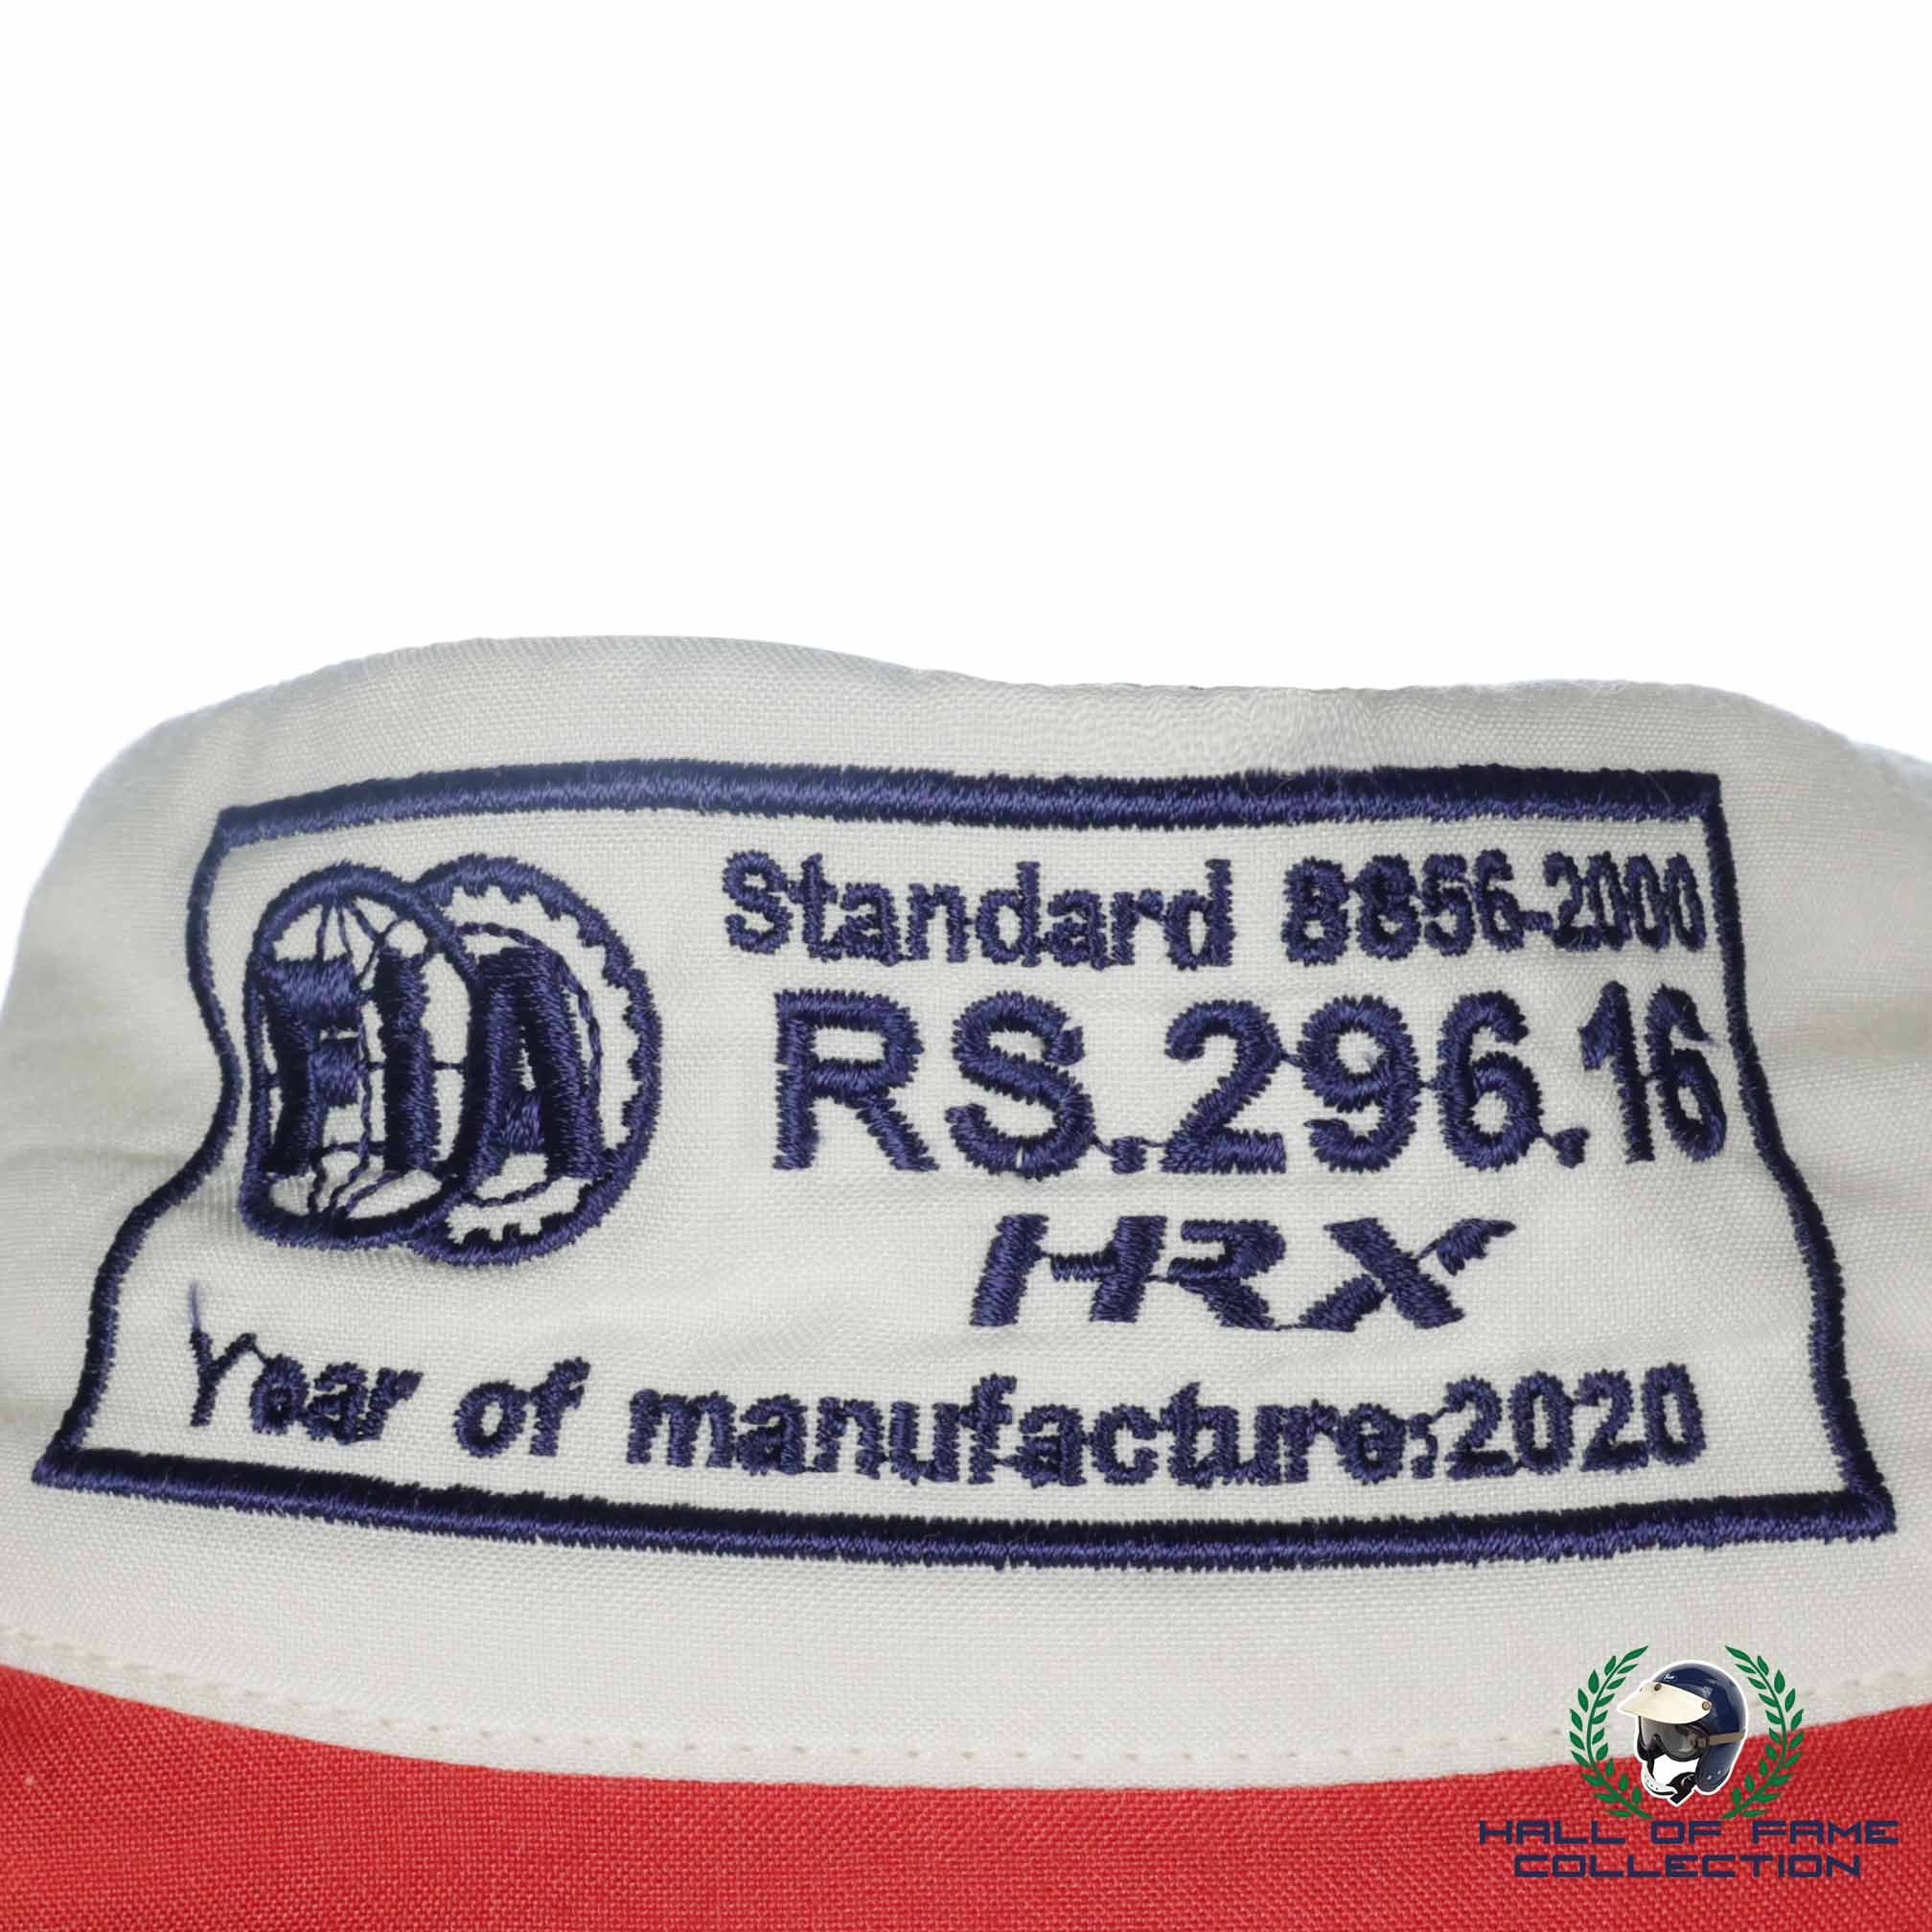 FIA
Standard 8856-2000
RS.296.16
HRX
Year of manufacture:2020
HALL OF FAME
COLLECTION